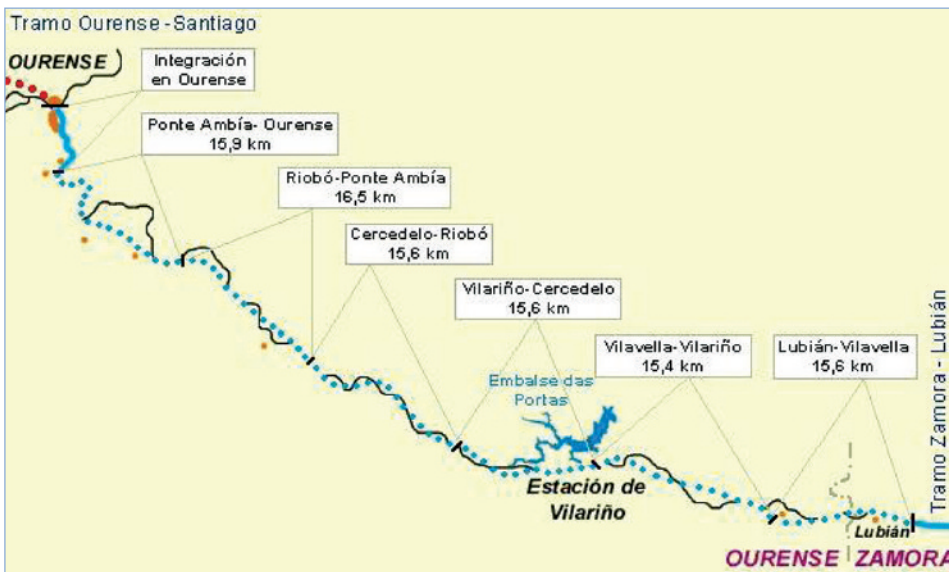 Tramo Ourense -Santiago
OURENSE
Integración
en Ourense
Ponte Ambía- Ourense
15,9 km
Riobó-Ponte Ambía
16,5 km
Cercedelo-Riobó
15,6 km
Vilariño-Cercedelo
15,6 km
Vilavella-Vilariño
15,4 km
Lubián-Vilavella
15,6 km
Embalse das
Portas
Estación de
Vilariño
Lubián
OURENSE
ZAMORA
Tramo Zamora - Lubián